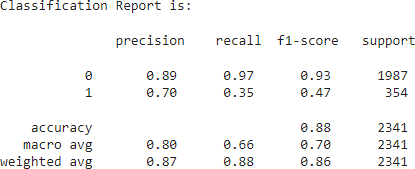 Classification Report is:
precision recall f1-score support
0 0.89 0.97 0.93 1987
1 0.70 0.35 0.47 354
accuracy 0.88 2341
macro avg 0.80 0.66 0.70 2341
weighted avg 0.87 0.88 0.86 2341